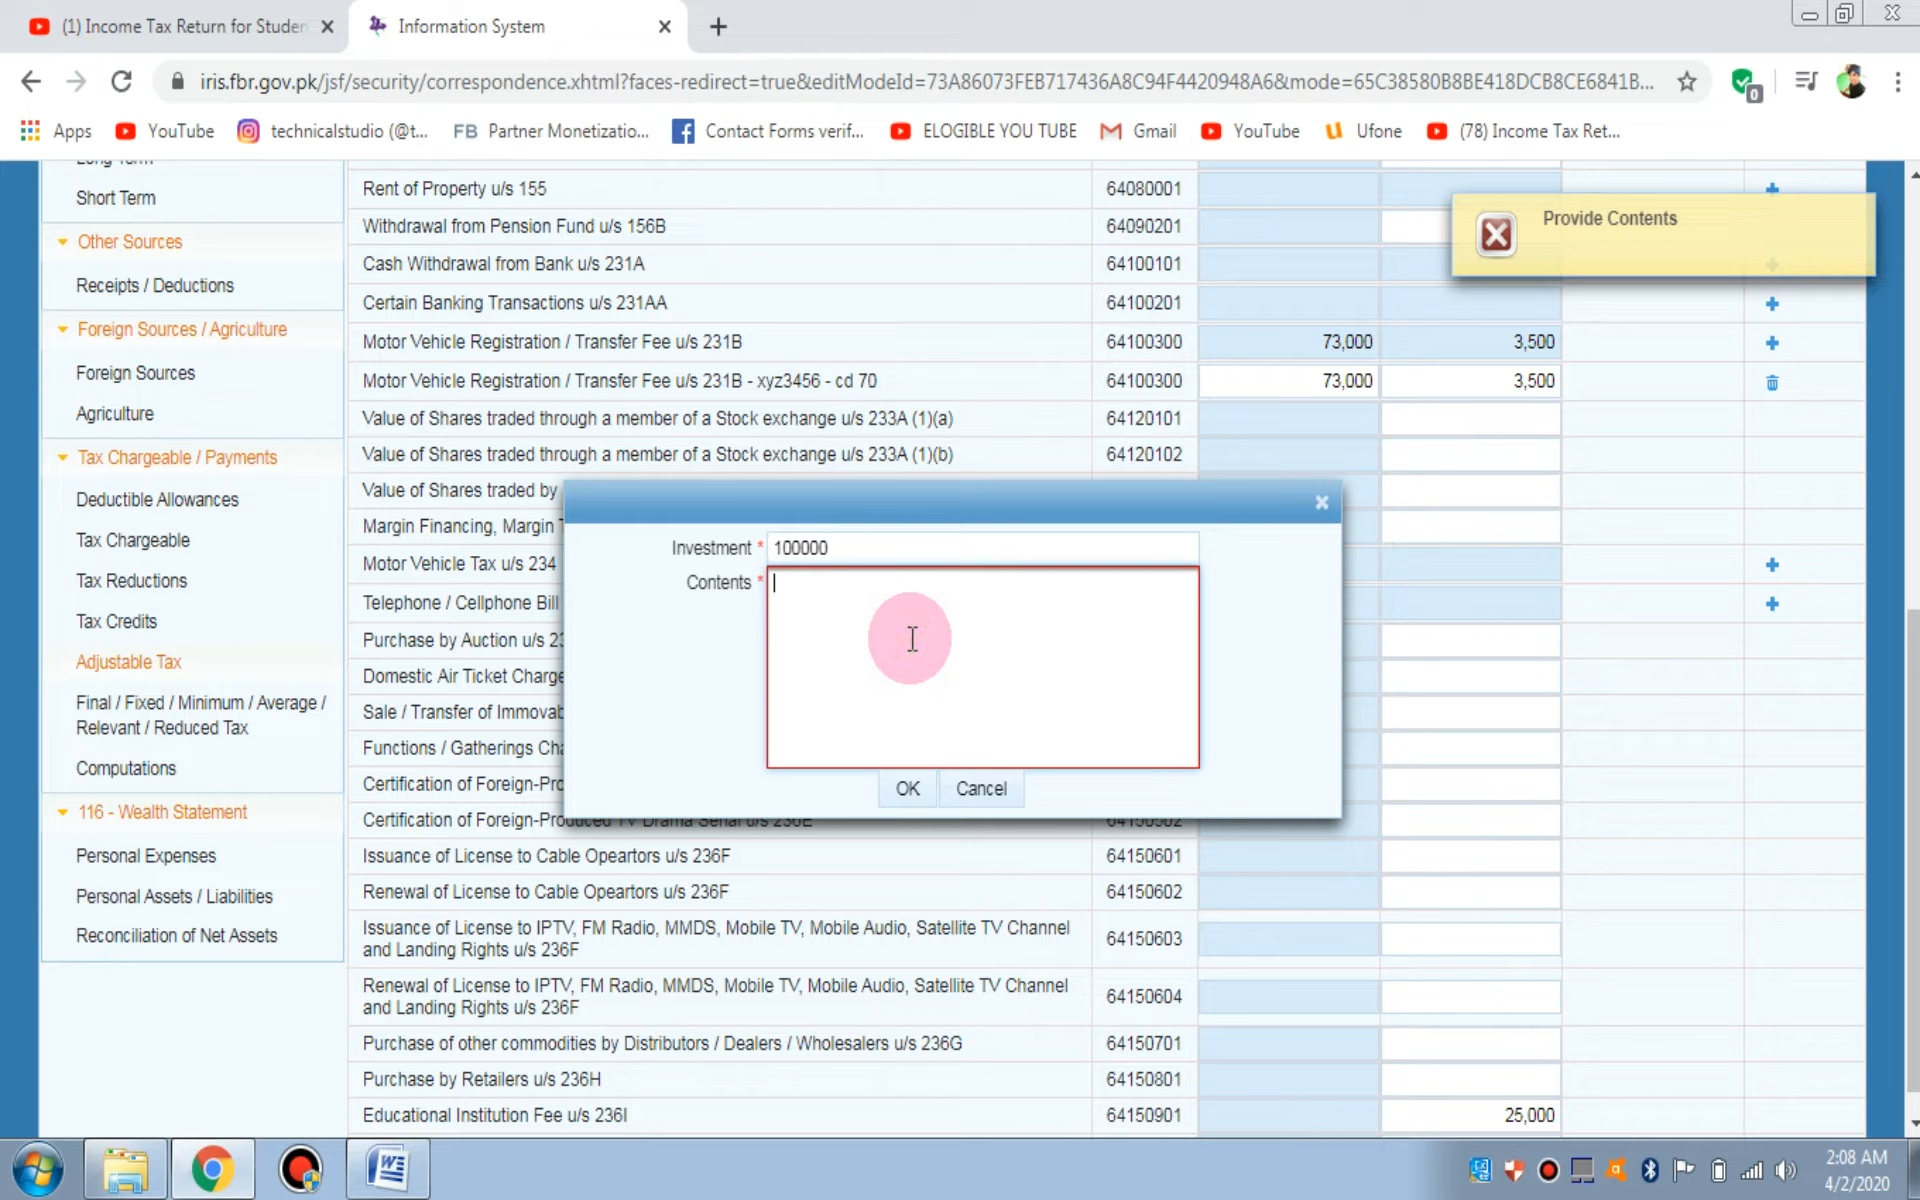 (1) Income Tax Return for Studen
Information System
iris.fbr.gov.pk/jsf/security/correspondence.xhtml?faces-redirect=true&editModeId=73A86073FEB717436A8C94F4420948A6&mode=65C38580B8BE418DCB8CE6841B...
0
Apps
YouTube
technicalstudio (@t...
FB Partner Monetizatio...
Contact Forms verif...
ELOGIBLE YOU TUBE
Gmail
YouTube
Ufone
(78) Income Tax Ret...
Long Term
Short Term
Other Sources
Receipts / Deductions
Foreign Sources / Agriculture
Foreign Sources
Agriculture
Tax Chargeable / Payments
Deductible Allowances
Tax Chargeable
Tax Reductions
Tax Credits
Adjustable Tax
Final / Fixed / Minimum / Average /
Relevant / Reduced Tax
Computations
116 - Wealth Statement
Personal Expenses
Personal Assets / Liabilities
Reconciliation of Net Assets
Rent of Property u/s 155 64080001
Withdrawal from Pension Fund u/s 156B 64090201
Cash Withdrawal from Bank u/s 231A 64100101
Certain Banking Transactions u/s 231AA 64100201
Motor Vehicle Registration / Transfer Fee u/s 231B 64100300 73,000 3,500
Motor Vehicle Registration / Transfer Fee u/s 231B - xyz3456 - cd 70 64100300 73,000 3,500
Value of Shares traded through a member of a Stock exchange u/s 233A (1)(a) 64120101
Value of Shares traded through a member of a Stock exchange u/s 233A (1)(b) 64120102
Value of Shares traded by
Margin Financing, Margin
Motor Vehicle Tax u/s 234
Telephone / Cellphone Bill
Purchase by Auction u/s
Domestic Air Ticket Charge
Sale / Transfer of Immovab
Functions / Gatherings Cha
Certification of Foreign-Pro
Certification of Foreign-Produced TV Drama Serial u/s 236E 64150502
Issuance of License to Cable Opeartors u/s 236F 64150601
Renewal of License to Cable Opeartors u/s 236F 64150602
Issuance of License to IPTV, FM Radio, MMDS, Mobile TV, Mobile Audio, Satellite TV Channel
and Landing Rights u/s 236F 64150603
Renewal of License to IPTV, FM Radio, MMDS, Mobile TV, Mobile Audio, Satellite TV Channel
and Landing Rights u/s 236F 64150604
Purchase of other commodities by Distributors / Dealers / Wholesalers u/s 236G 64150701
Purchase by Retailers u/s 236H 64150801
Educational Institution Fee u/s 236I 64150901 25,000
Provide Contents
Investment * 100000
Contents *
OK
Cancel
2:08 AM
4/2/2020